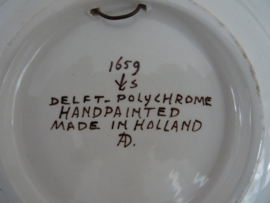 1659
S
DELFT-POLYCHROME
HANDPAINTED
MADE IN HOLLAND
AD.